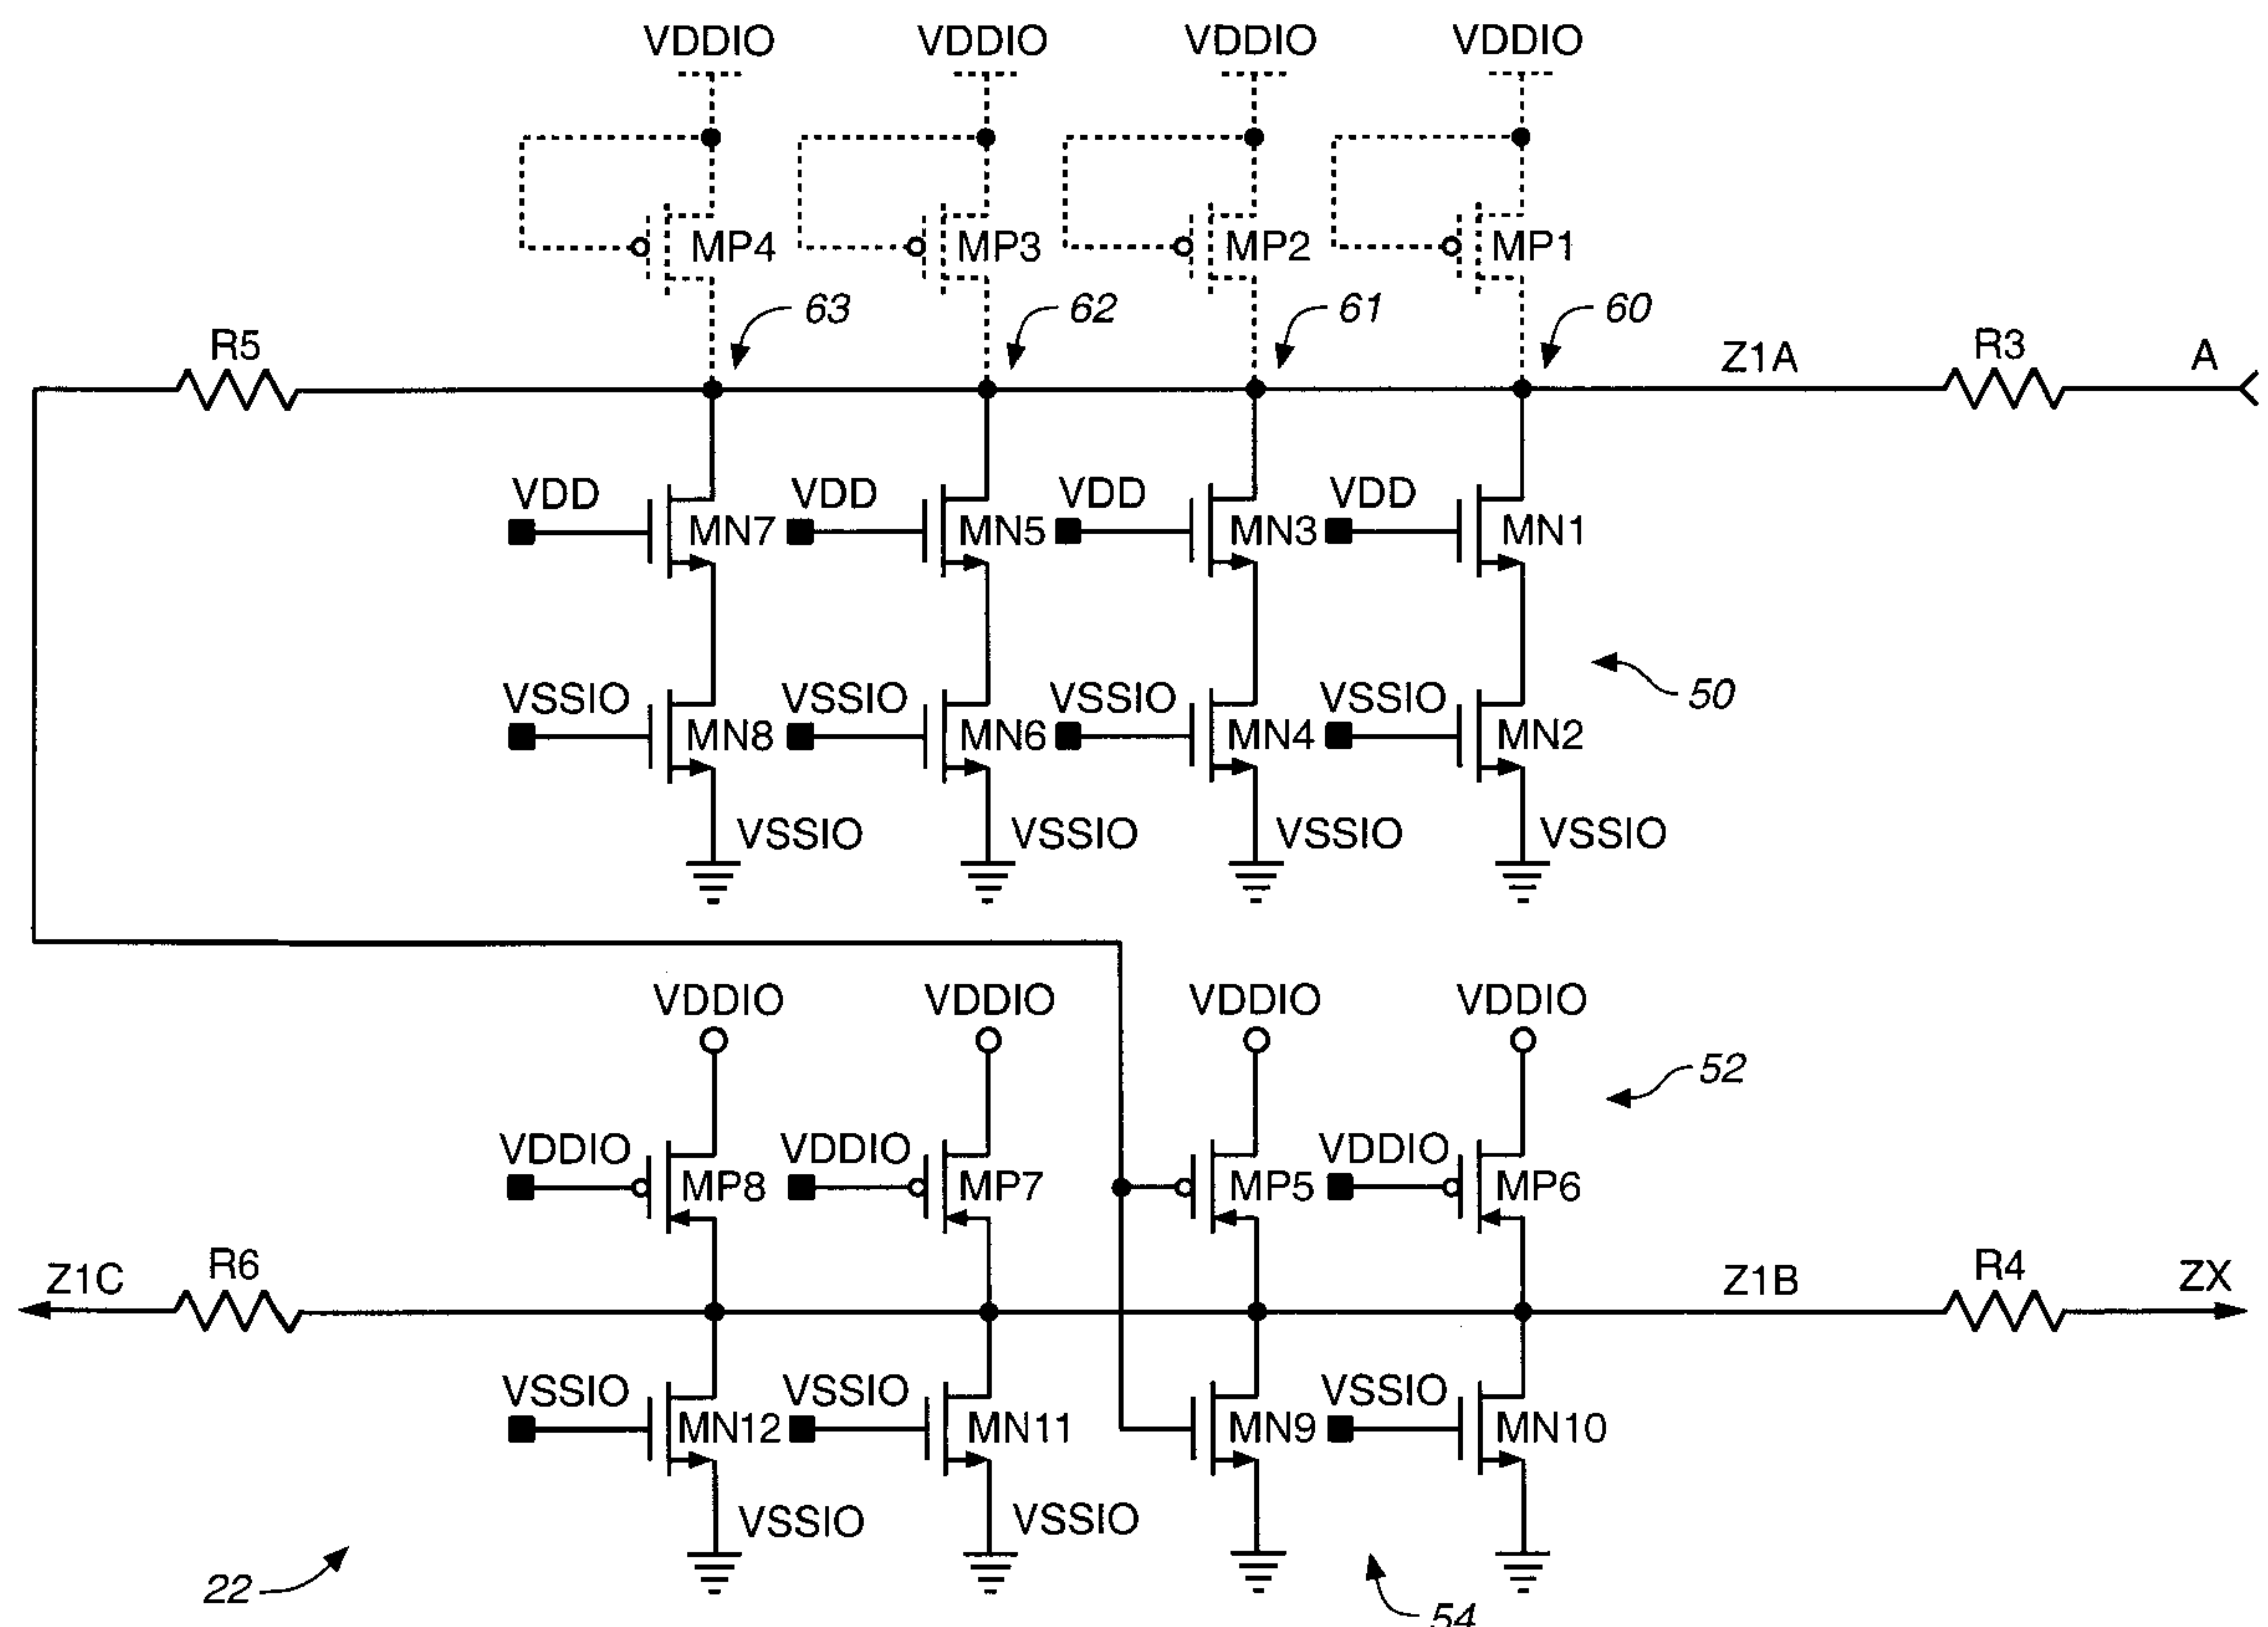 VDDIO VDDIO VDDIO VDDIO
MP4 MP3 MP2 MP1
63 62 61 60
R5 Z1A R3 A
VDD VDD VDD VDD
MN7 MN5 MN3 MN1
50
VSSIO VSSIO VSSIO VSSIO
MN8 MN6 MN4 MN2
VSSIO VSSIO VSSIO VSSIO
VDDIO VDDIO VDDIO VDDIO
52
VDDIO VDDIO VDDIO
MP8 MP7 MP5 MP6
Z1C R6 Z1B R4 ZX
VSSIO VSSIO VSSIO
MN12 MN11 MN9 MN10
VSSIO VSSIO
22 54